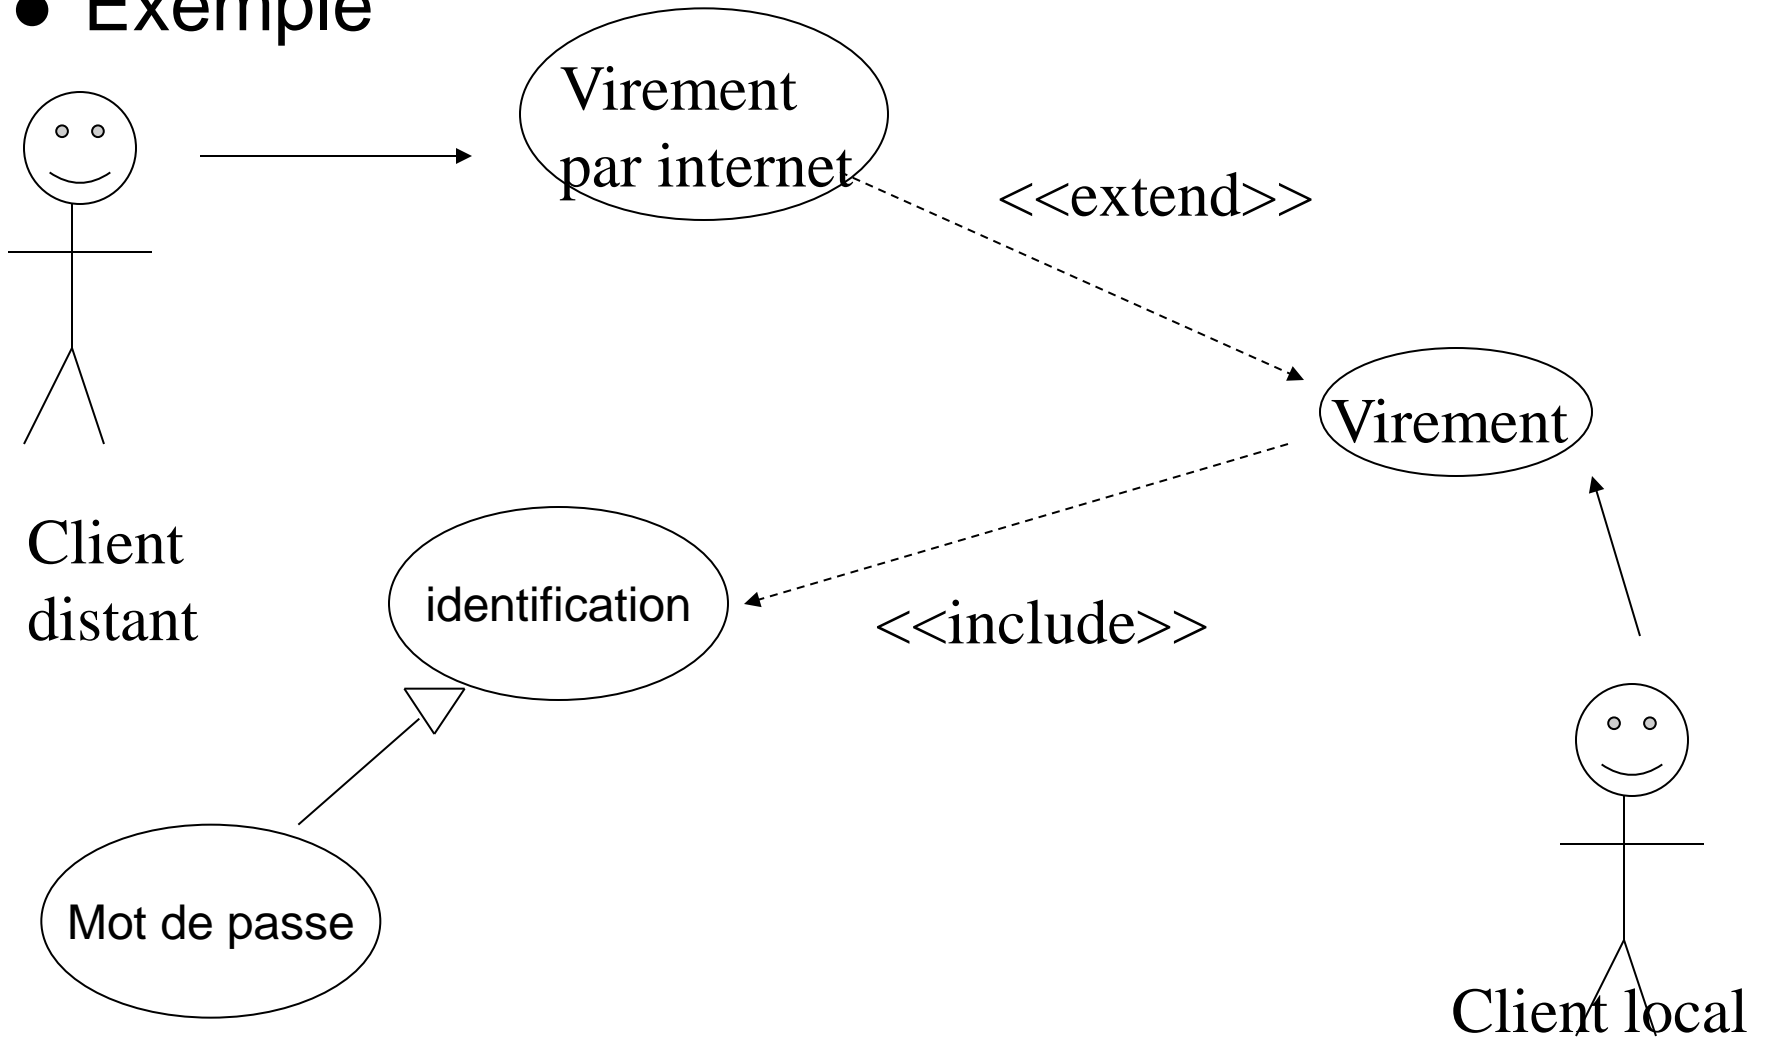 ● Exemple
Virement
par internet
<<extend>>
Virement
Client
distant
identification
<<include>>
Mot de passe
Client local